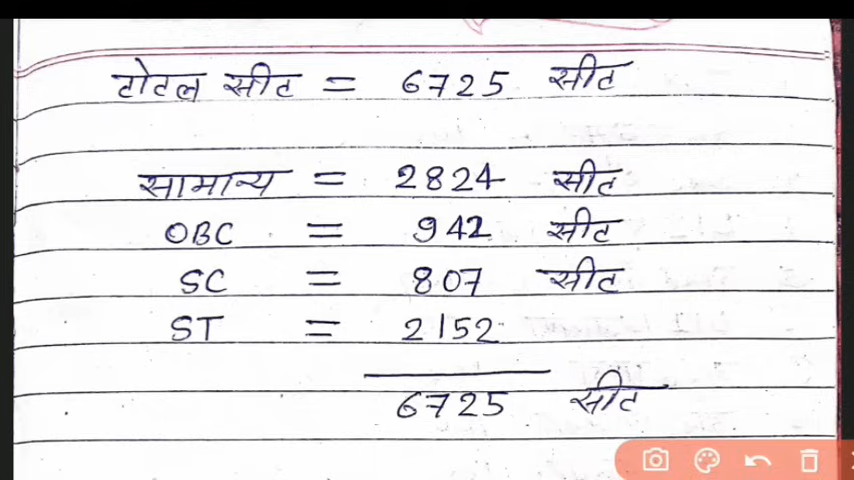 टोटल सीट = 6725 सीट
सामान्य = 2824 सीट
OBC = 942 सीट
SC = 807 सीट
ST = 2152
6725 सीट